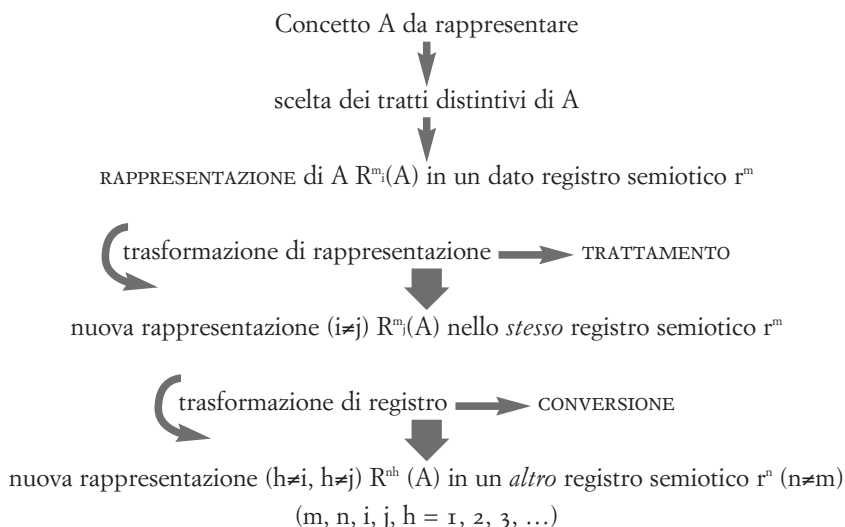 Concetto A da rappresentare
scelta dei tratti distintivi di A
RAPPRESENTAZIONE di A Rᵐᵢ(A) in un dato registro semiotico rᵐ
trasformazione di rappresentazione TRATTAMENTO
nuova rappresentazione (i≠j) Rᵐⱼ(A) nello stesso registro semiotico rᵐ
trasformazione di registro CONVERSIONE
nuova rappresentazione (h≠i, h≠j) Rⁿʰ (A) in un altro registro semiotico rⁿ (n≠m)
(m, n, i, j, h = 1, 2, 3, …)